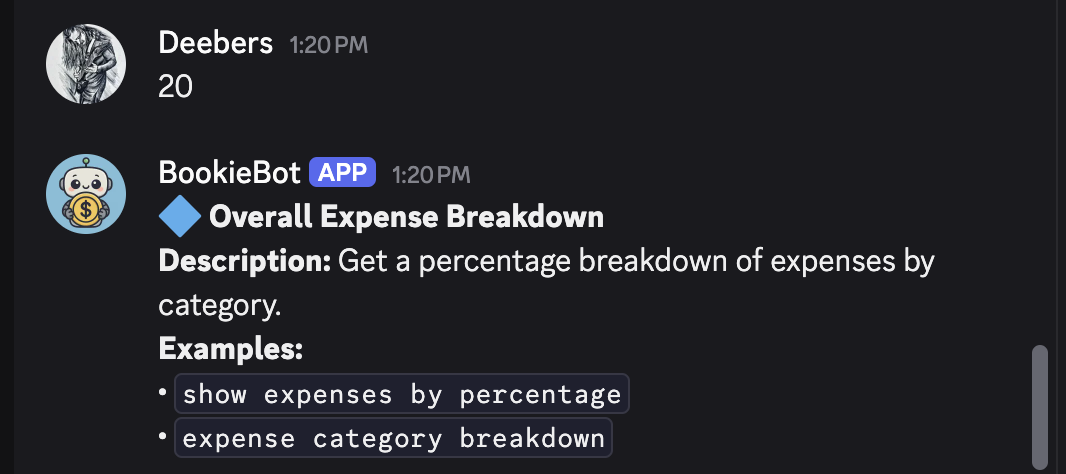 Deebers 1:20 PM
20
BookieBot APP 1:20 PM
🔷 Overall Expense Breakdown
Description: Get a percentage breakdown of expenses by
category.
Examples:
• show expenses by percentage
• expense category breakdown